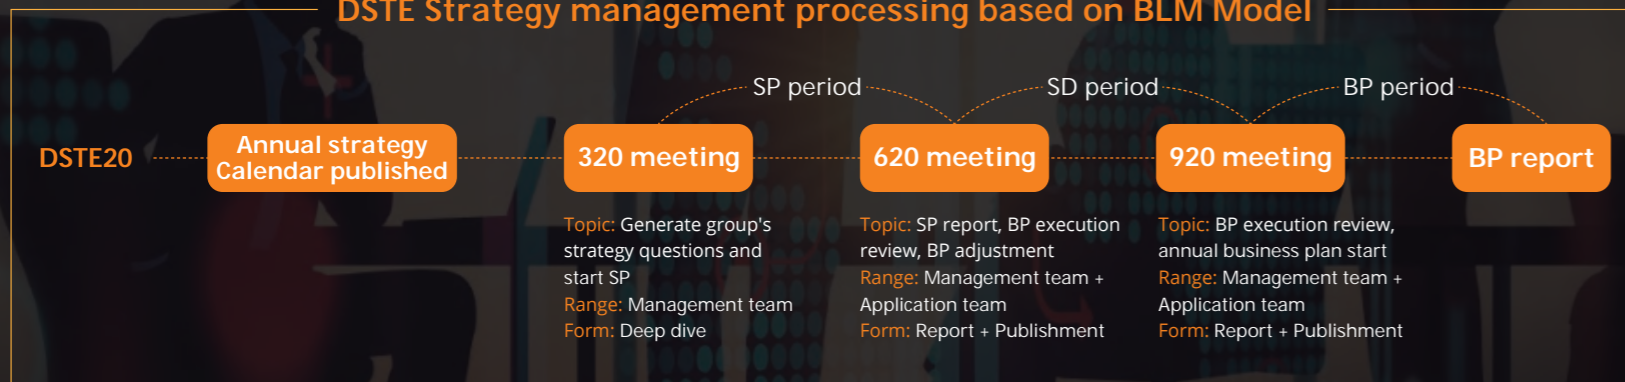 DSTE Strategy management processing based on BLM Model
SP period
SD period
BP period
DSTE20
Annual strategy
Calendar published
320 meeting
620 meeting
920 meeting
BP report
Topic: Generate group's
strategy questions and
start SP
Range: Management team
Form: Deep dive
Topic: SP report, BP execution
review, BP adjustment
Range: Management team +
Application team
Form: Report + Publishment
Topic: BP execution review,
annual business plan start
Range: Management team +
Application team
Form: Report + Publishment